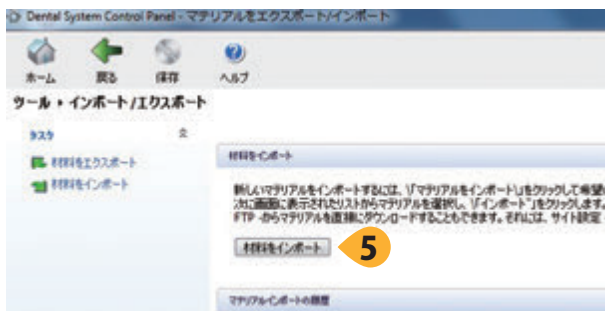 Dental System Control Panel - マテリアルをエクスポート/インポート
ホーム 戻る 保存 ヘルプ
ツール ・ インポート/エクスポート
タスク
材料をエクスポート
材料をインポート
材料をインポート
新しいマテリアルをインポートするには、\「マテリアルをインポート\」をクリックして希望
次に画面に表示されたリストからマテリアルを選択し、\「インポート"\」をクリックします。
FTP -からマテリアルを直接にダウンロードすることもできます。それには、サイト設定
材料をインポート 5
マテリアルインポートの履歴